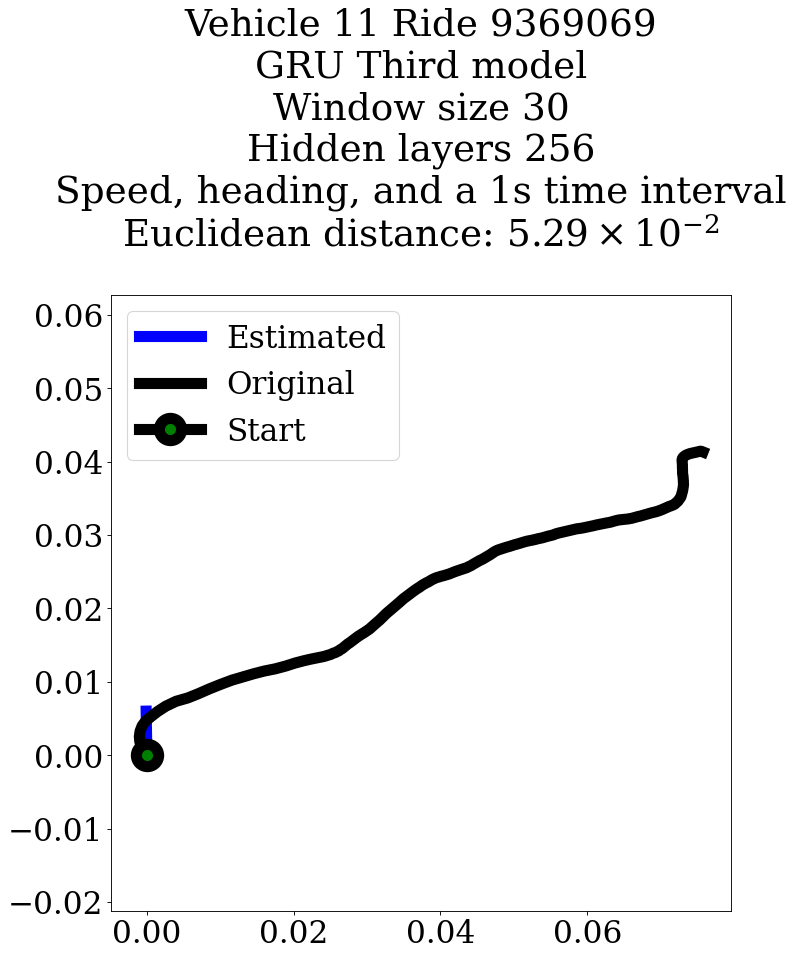 Vehicle 11 Ride 9369069
GRU Third model
Window size 30
Hidden layers 256
Speed, heading, and a 1s time interval
Euclidean distance: 5.29 × 10⁻²
Estimated
Original
Start
0.06
0.05
0.04
0.03
0.02
0.01
0.00
−0.01
−0.02
0.00 0.02 0.04 0.06